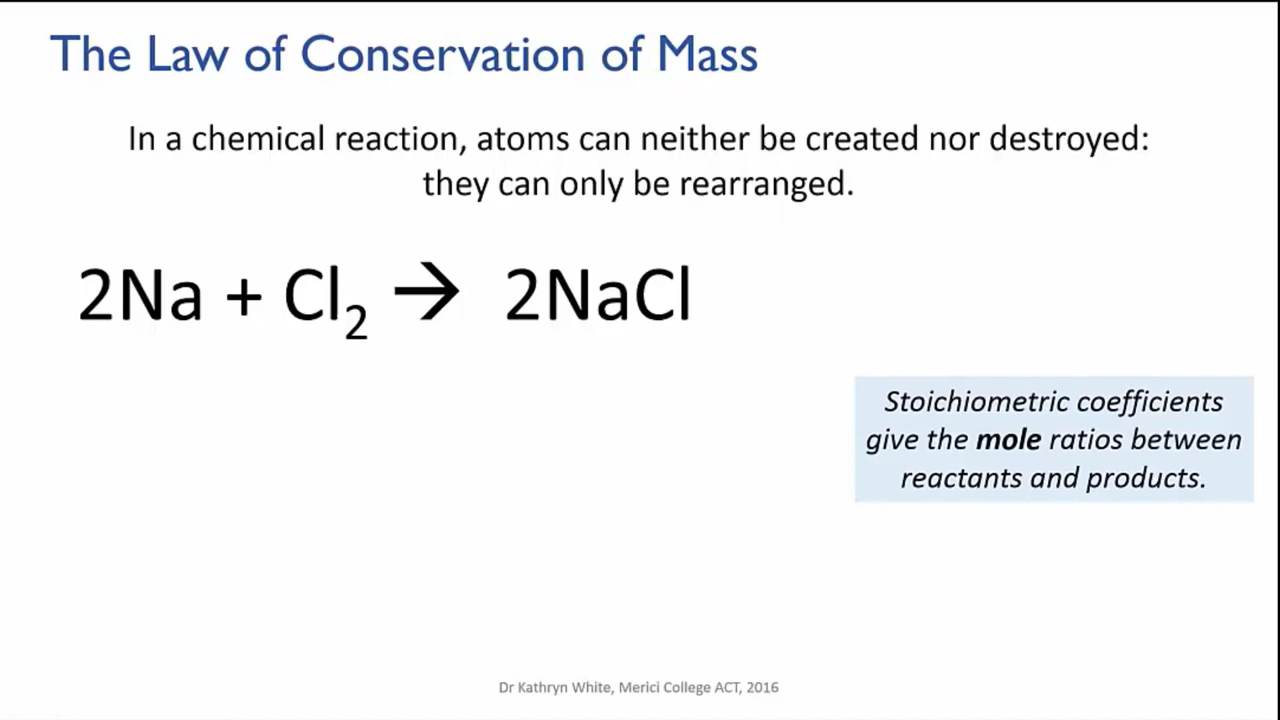 The Law of Conservation of Mass
In a chemical reaction, atoms can neither be created nor destroyed:
they can only be rearranged.
2Na + Cl₂ → 2NaCl
Stoichiometric coefficients
give the mole ratios between
reactants and products.
Dr Kathryn White, Merici College ACT, 2016